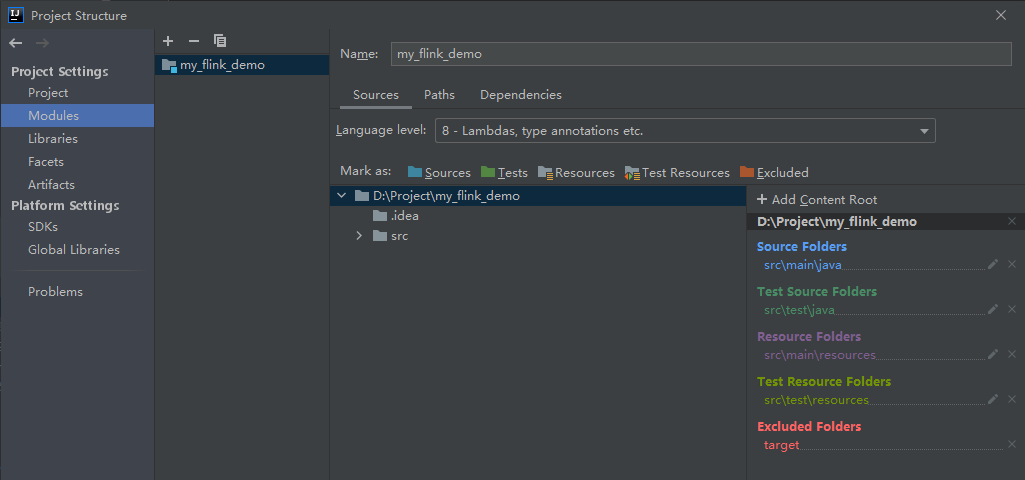 Project Structure
Project Settings
Project
Modules
Libraries
Facets
Artifacts
Platform Settings
SDKs
Global Libraries
Problems
my_flink_demo
Name: my_flink_demo
Sources Paths Dependencies
Language level: 8 - Lambdas, type annotations etc.
Mark as: Sources Tests Resources Test Resources Excluded
D:\Project\my_flink_demo
.idea
src
+ Add Content Root
D:\Project\my_flink_demo
Source Folders
src\main\java
Test Source Folders
src\test\java
Resource Folders
src\main\resources
Test Resource Folders
src\test\resources
Excluded Folders
target